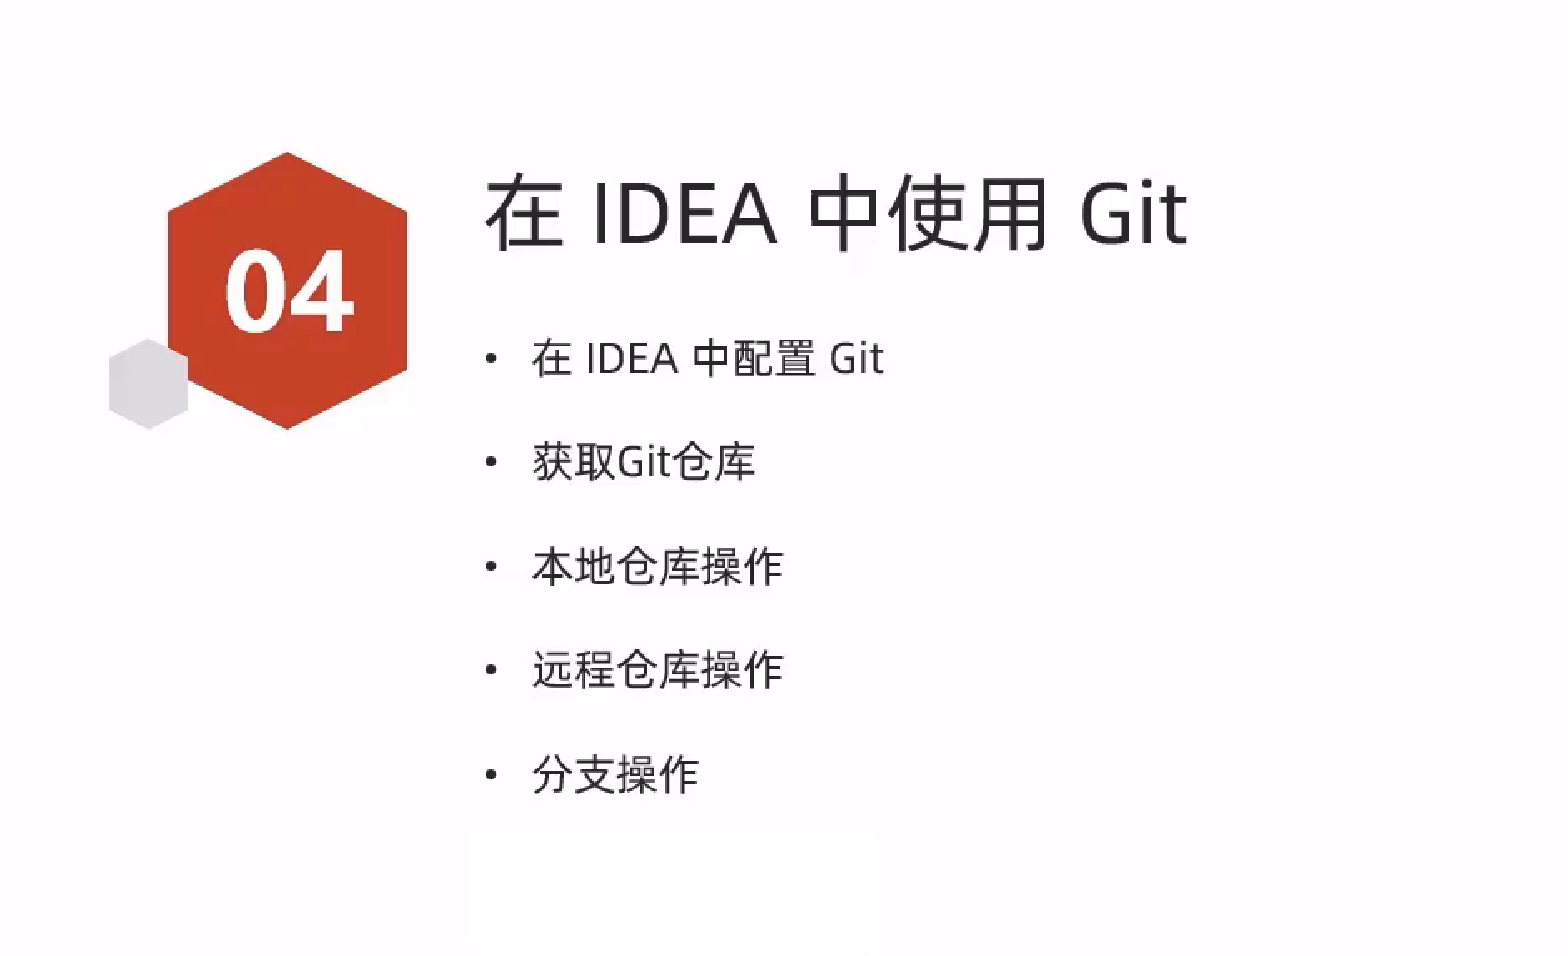 04
在 IDEA 中使用 Git
• 在 IDEA 中配置 Git
• 获取Git仓库
• 本地仓库操作
• 远程仓库操作
• 分支操作